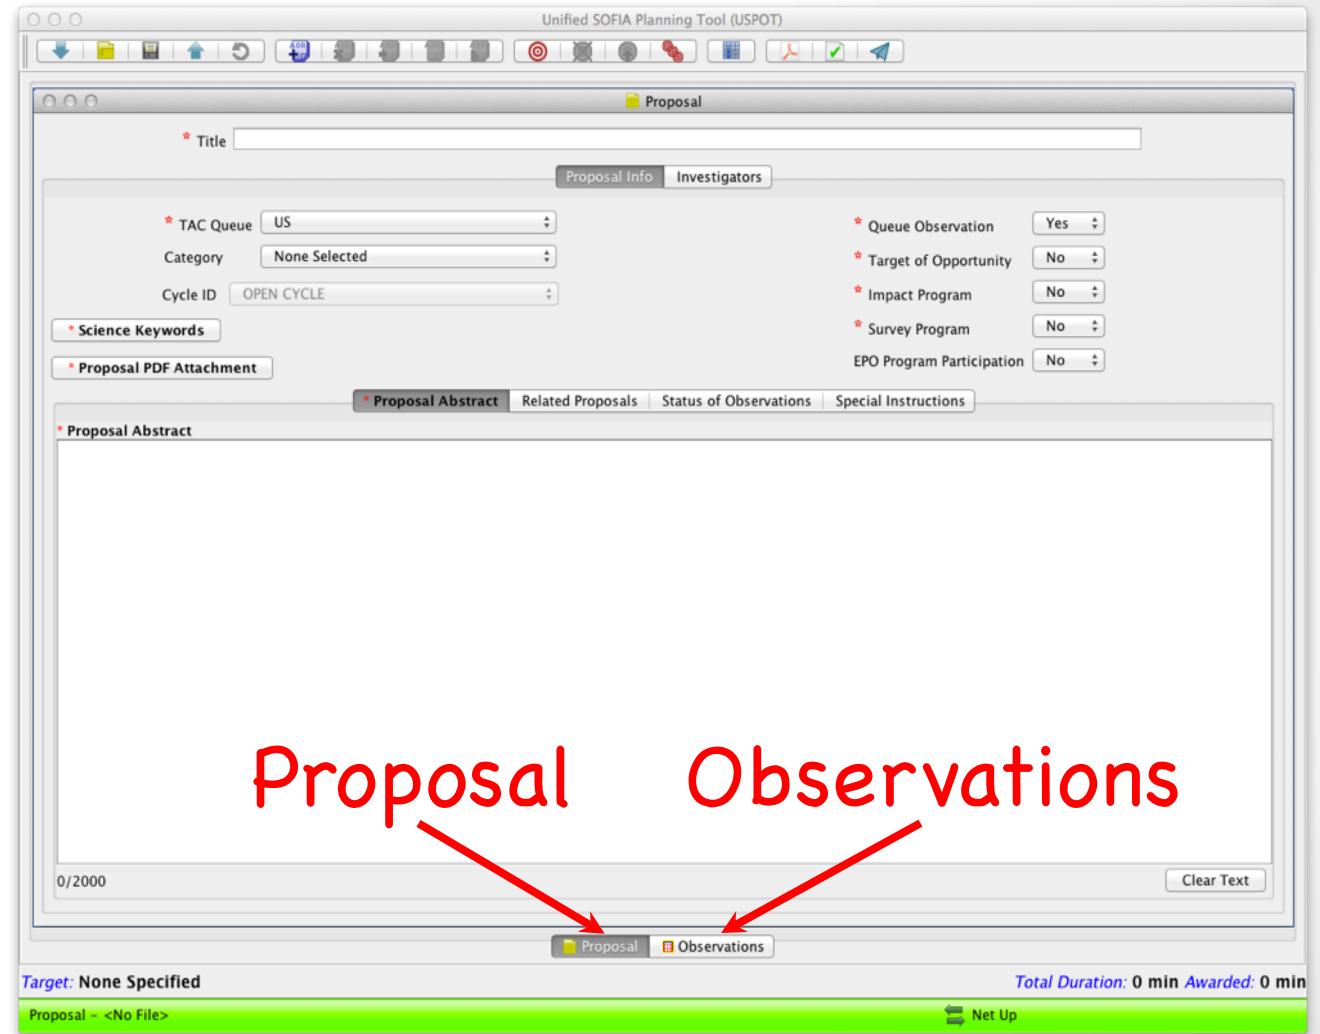 Unified SOFIA Planning Tool (USPOT)
AOR
Proposal
* Title
Proposal Info Investigators
* TAC Queue US
* Queue Observation Yes
Category None Selected
* Target of Opportunity No
Cycle ID OPEN CYCLE
* Impact Program No
* Science Keywords
* Survey Program No
* Proposal PDF Attachment
EPO Program Participation No
* Proposal Abstract Related Proposals Status of Observations Special Instructions
* Proposal Abstract
Proposal Observations
0/2000 Clear Text
Proposal Observations
Target: None Specified Total Duration: 0 min Awarded: 0 min
Proposal - <No File> Net Up